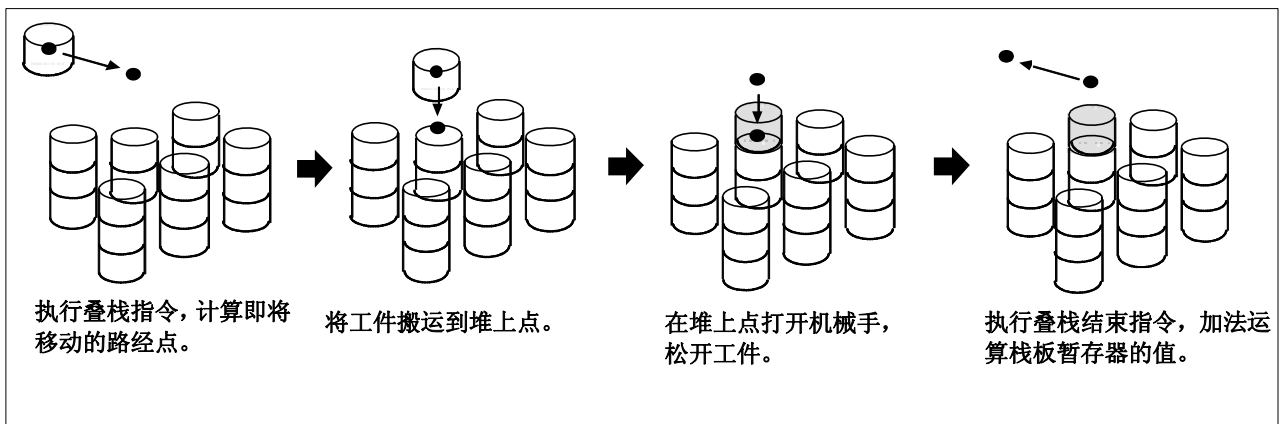 执行叠栈指令，计算即将
移动的路经点。
将工件搬运到堆上点。
在堆上点打开机械手，
松开工件。
执行叠栈结束指令，加法运
算栈板暂存器的值。